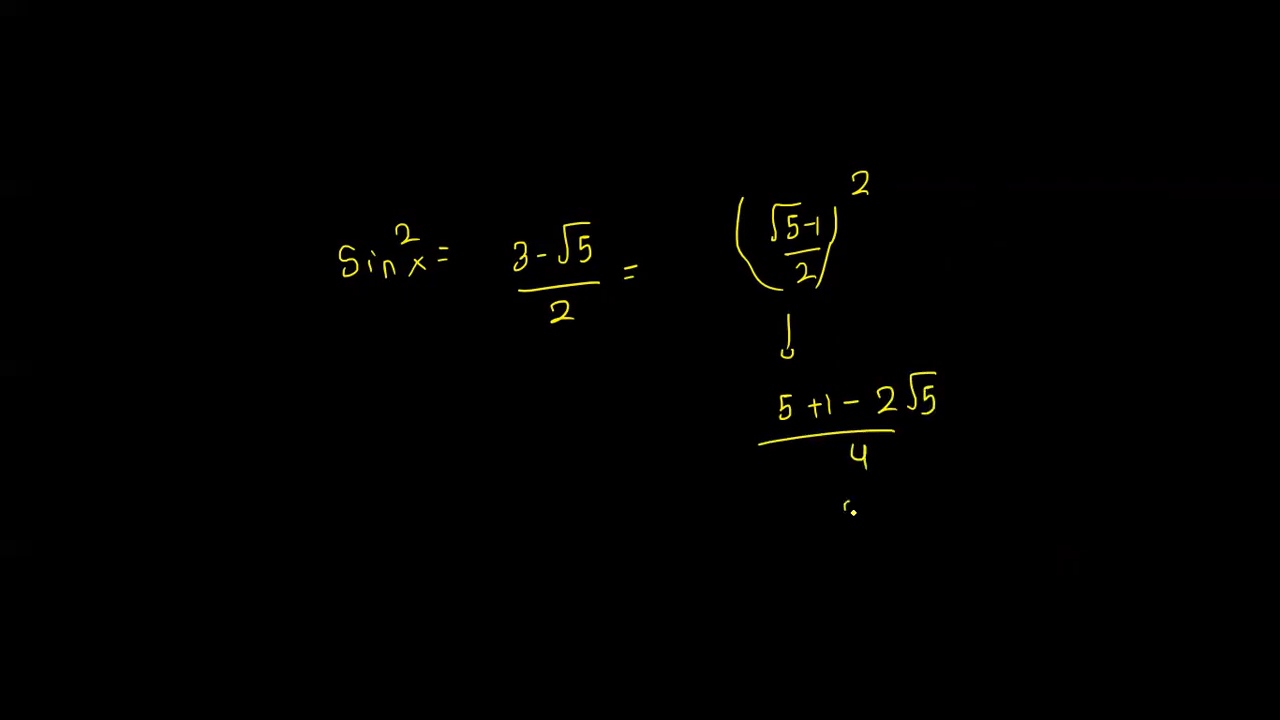 sin²x = (3-√5)/2 = ((√5-1)/2)²
↓
(5+1-2√5)/4